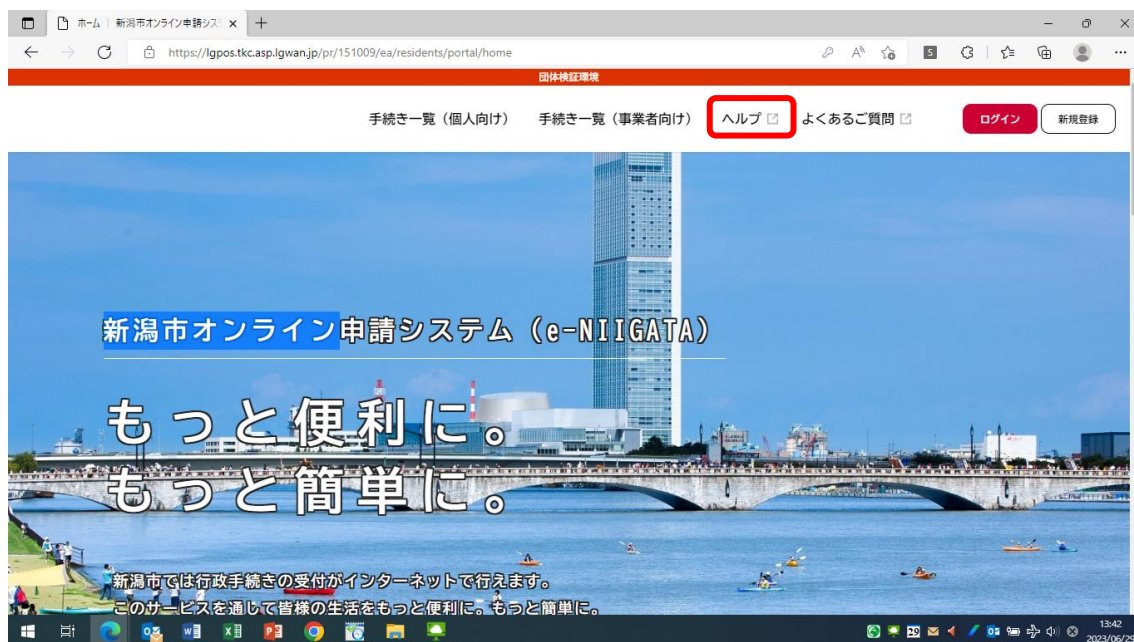 ホーム | 新潟市オンライン申請シス
https://lgpos.tkc.asp.lgwan.jp/pr/151009/ea/residents/portal/home
団体検証環境
手続き一覧（個人向け） 手続き一覧（事業者向け） ヘルプ よくあるご質問 ログイン 新規登録
新潟市オンライン申請システム（e-NIIGATA）
もっと便利に。
もっと簡単に。
新潟市では行政手続きの受付がインターネットで行えます。
このサービスを通して皆様の生活をもっと便利に。もっと簡単に。
13:42